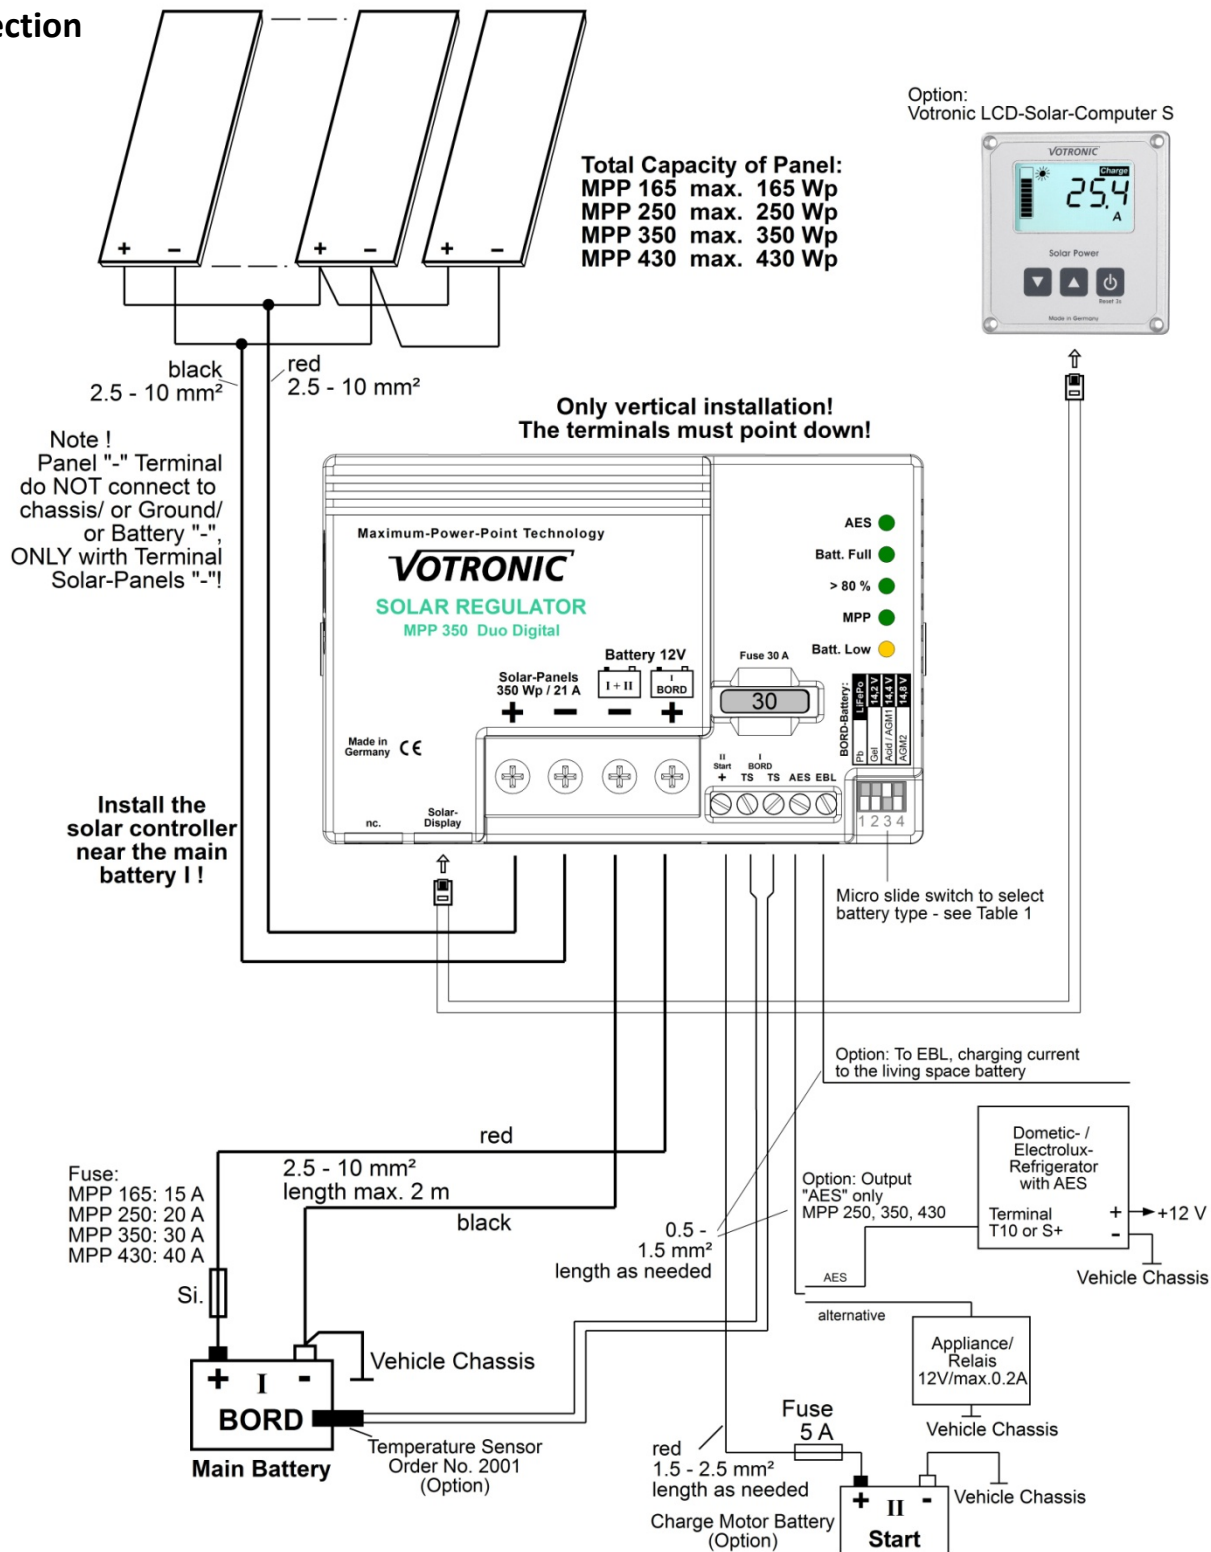 ection
Option:
Votronic LCD-Solar-Computer S
VOTRONIC
Charge
25.4
A
Solar Power
Reset 3s
Made in Germany
Total Capacity of Panel:
MPP 165 max. 165 Wp
MPP 250 max. 250 Wp
MPP 350 max. 350 Wp
MPP 430 max. 430 Wp
+ − + − + −
black
2.5 - 10 mm²
red
2.5 - 10 mm²
Note !
Panel "-" Terminal
do NOT connect to
chassis/ or Ground/
or Battery "-",
ONLY wirth Terminal
Solar-Panels "-"!
Only vertical installation!
The terminals must point down!
Maximum-Power-Point Technology
VOTRONIC
SOLAR REGULATOR
MPP 350 Duo Digital
AES
Batt. Full
> 80 %
MPP
Batt. Low
Battery 12V
Solar-Panels
350 Wp / 21 A
I + II
I
BORD
+ − − +
Fuse 30 A
30
BORD-Battery:
Pb LiFePo
Gel 14,2 V
Acid / AGM1 14,4 V
AGM2 14,8 V
Made in
Germany CE
II
Start
+
I
BORD
TS TS AES EBL
1 2 3 4
nc.
Solar-
Display
Install the
solar controller
near the main
battery I !
Micro slide switch to select
battery type - see Table 1
Option: To EBL, charging current
to the living space battery
red
2.5 - 10 mm²
length max. 2 m
black
Fuse:
MPP 165: 15 A
MPP 250: 20 A
MPP 350: 30 A
MPP 430: 40 A
Si.
Option: Output
"AES" only
MPP 250, 350, 430
0.5 -
1.5 mm²
length as needed
Dometic- /
Electrolux-
Refrigerator
with AES
Terminal
T10 or S+
+
-
+12 V
Vehicle Chassis
AES
alternative
Appliance/
Relais
12V/max.0.2A
Vehicle Chassis
Vehicle Chassis
+ I -
BORD
Main Battery
Temperature Sensor
Order No. 2001
(Option)
Fuse
5 A
red
1.5 - 2.5 mm²
length as needed
Charge Motor Battery
(Option)
+ II -
Start
Vehicle Chassis